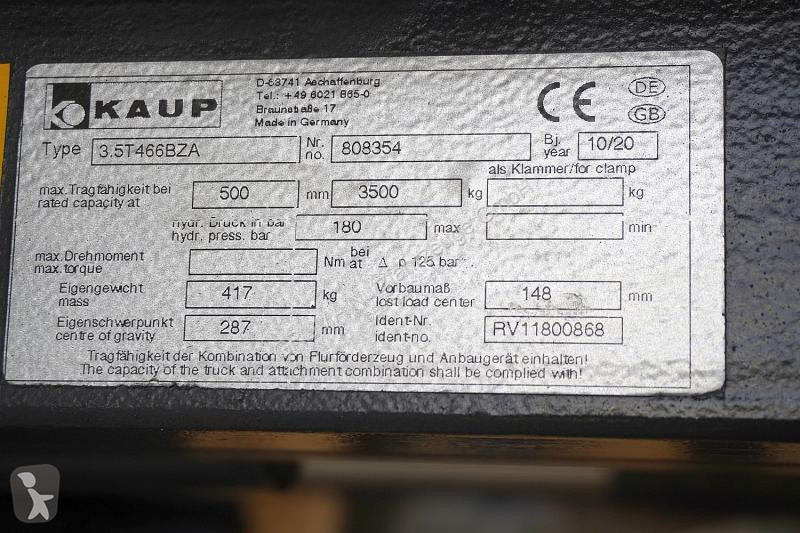 KAUP
D-63741 Aschaffenburg
Tel.: +49 6021 865-0
Braunstraße 17
Made in Germany
CE
DE
GB
Type 3.5T466BZA Nr. no. 808354 Bj. year 10/20
als Klammer/for clamp
max. Tragfähigkeit bei
rated capacity at 500 mm 3500 kg kg
hydr. Druck in bar
hydr. press. bar 180 max min
max. Drehmoment
max. torque Nm bei at Δ p 125 bar
Eigengewicht
mass 417 kg
Vorbaumaß
lost load center 148 mm
Eigenschwerpunkt
centre of gravity 287 mm
Ident-Nr.
ident-no. RV11800868
Tragfähigkeit der Kombination von Flurförderzeug und Anbaugerät einhalten!
The capacity of the truck and attachment combination shall be complied with!